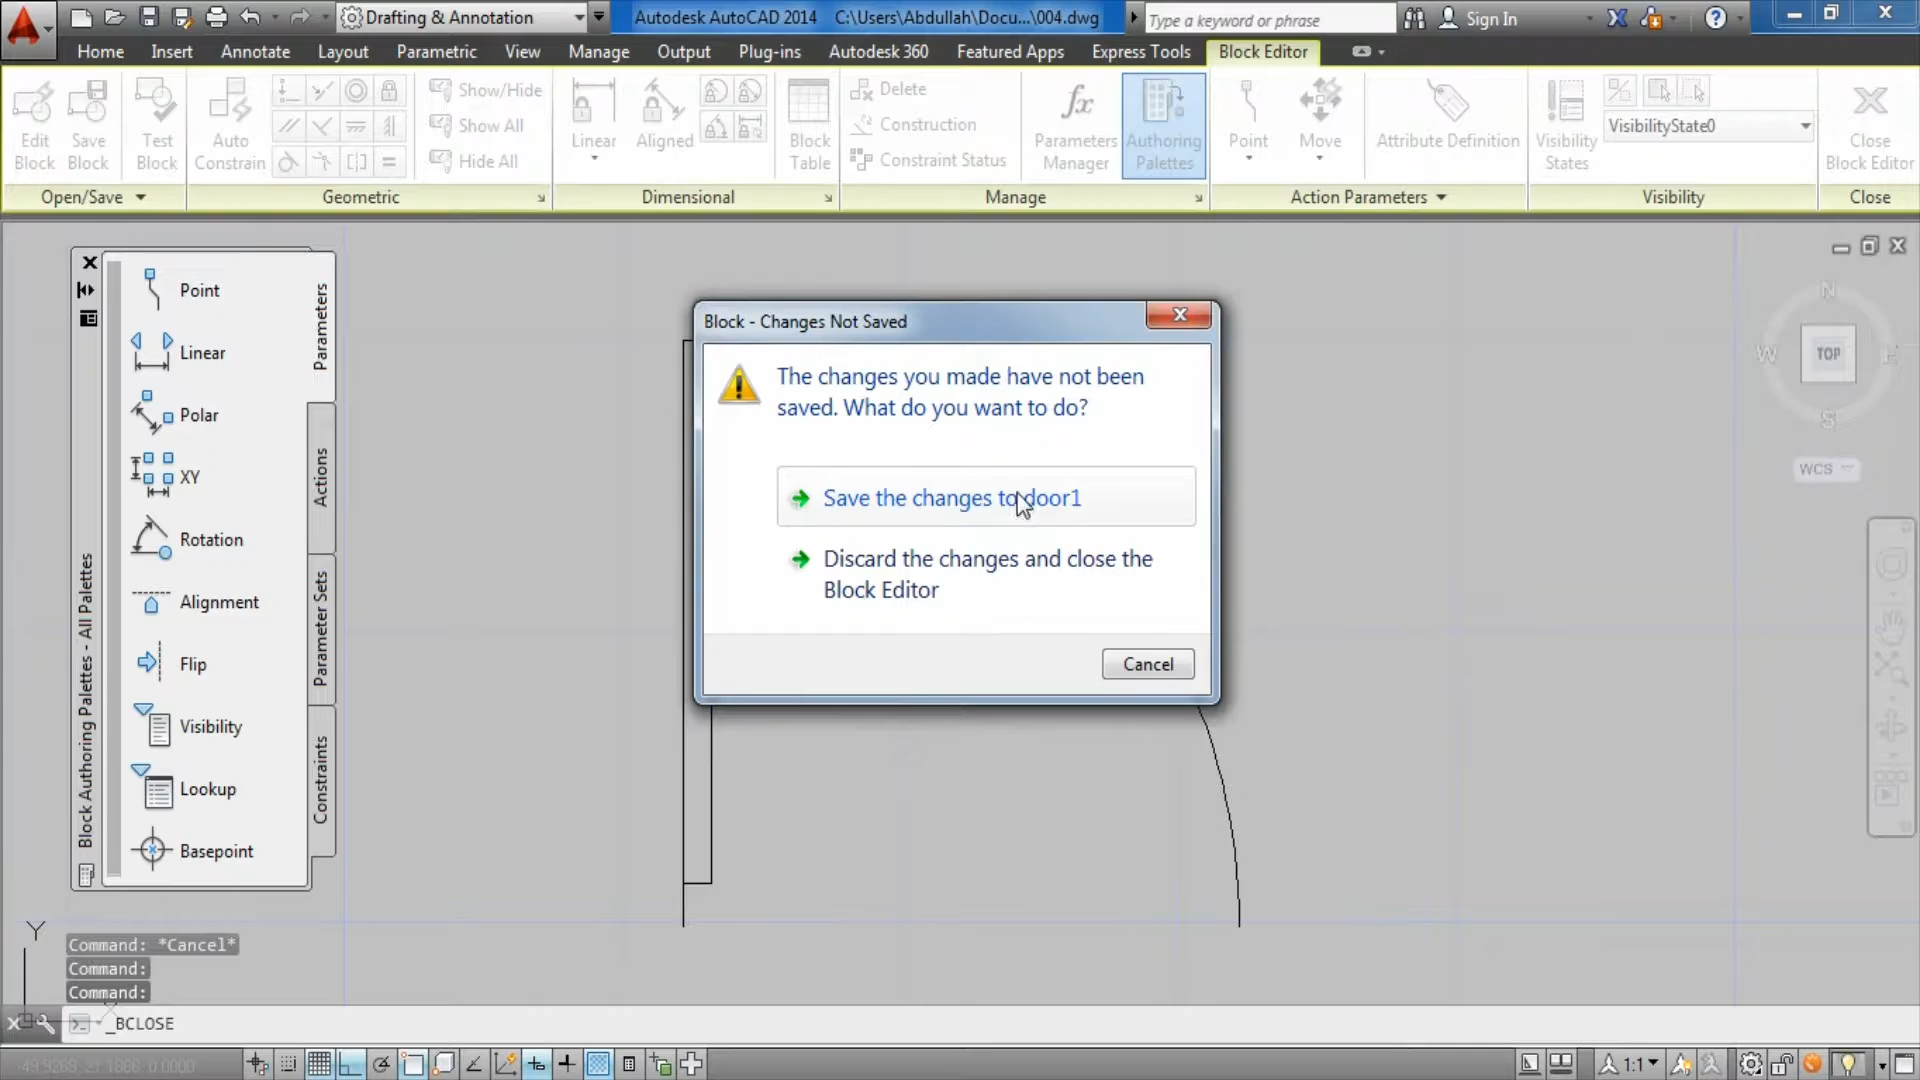 Drafting & Annotation
Autodesk AutoCAD 2014 C:\Users\Abdullah\Docu...\004.dwg
Type a keyword or phrase
Sign In
Home Insert Annotate Layout Parametric View Manage Output Plug-ins Autodesk 360 Featured Apps Express Tools Block Editor
Edit Block
Save Block
Test Block
Auto Constrain
Show/Hide
Show All
Hide All
Linear
Aligned
Block Table
Delete
Construction
Constraint Status
Parameters Manager
Authoring Palettes
Point
Move
Attribute Definition
Visibility States
VisibilityState0
Close Block Editor
Open/Save Geometric Dimensional Manage Action Parameters Visibility Close
Point
Linear
Polar
XY
Rotation
Alignment
Flip
Visibility
Lookup
Basepoint
Parameters
Actions
Parameter Sets
Constraints
Block Authoring Palettes - All Palettes
Block - Changes Not Saved
The changes you made have not been
saved. What do you want to do?
Save the changes to door1
Discard the changes and close the
Block Editor
Cancel
N
W
TOP
E
S
WCS
Y
Command: *Cancel*
Command:
Command:
_BCLOSE
1:1